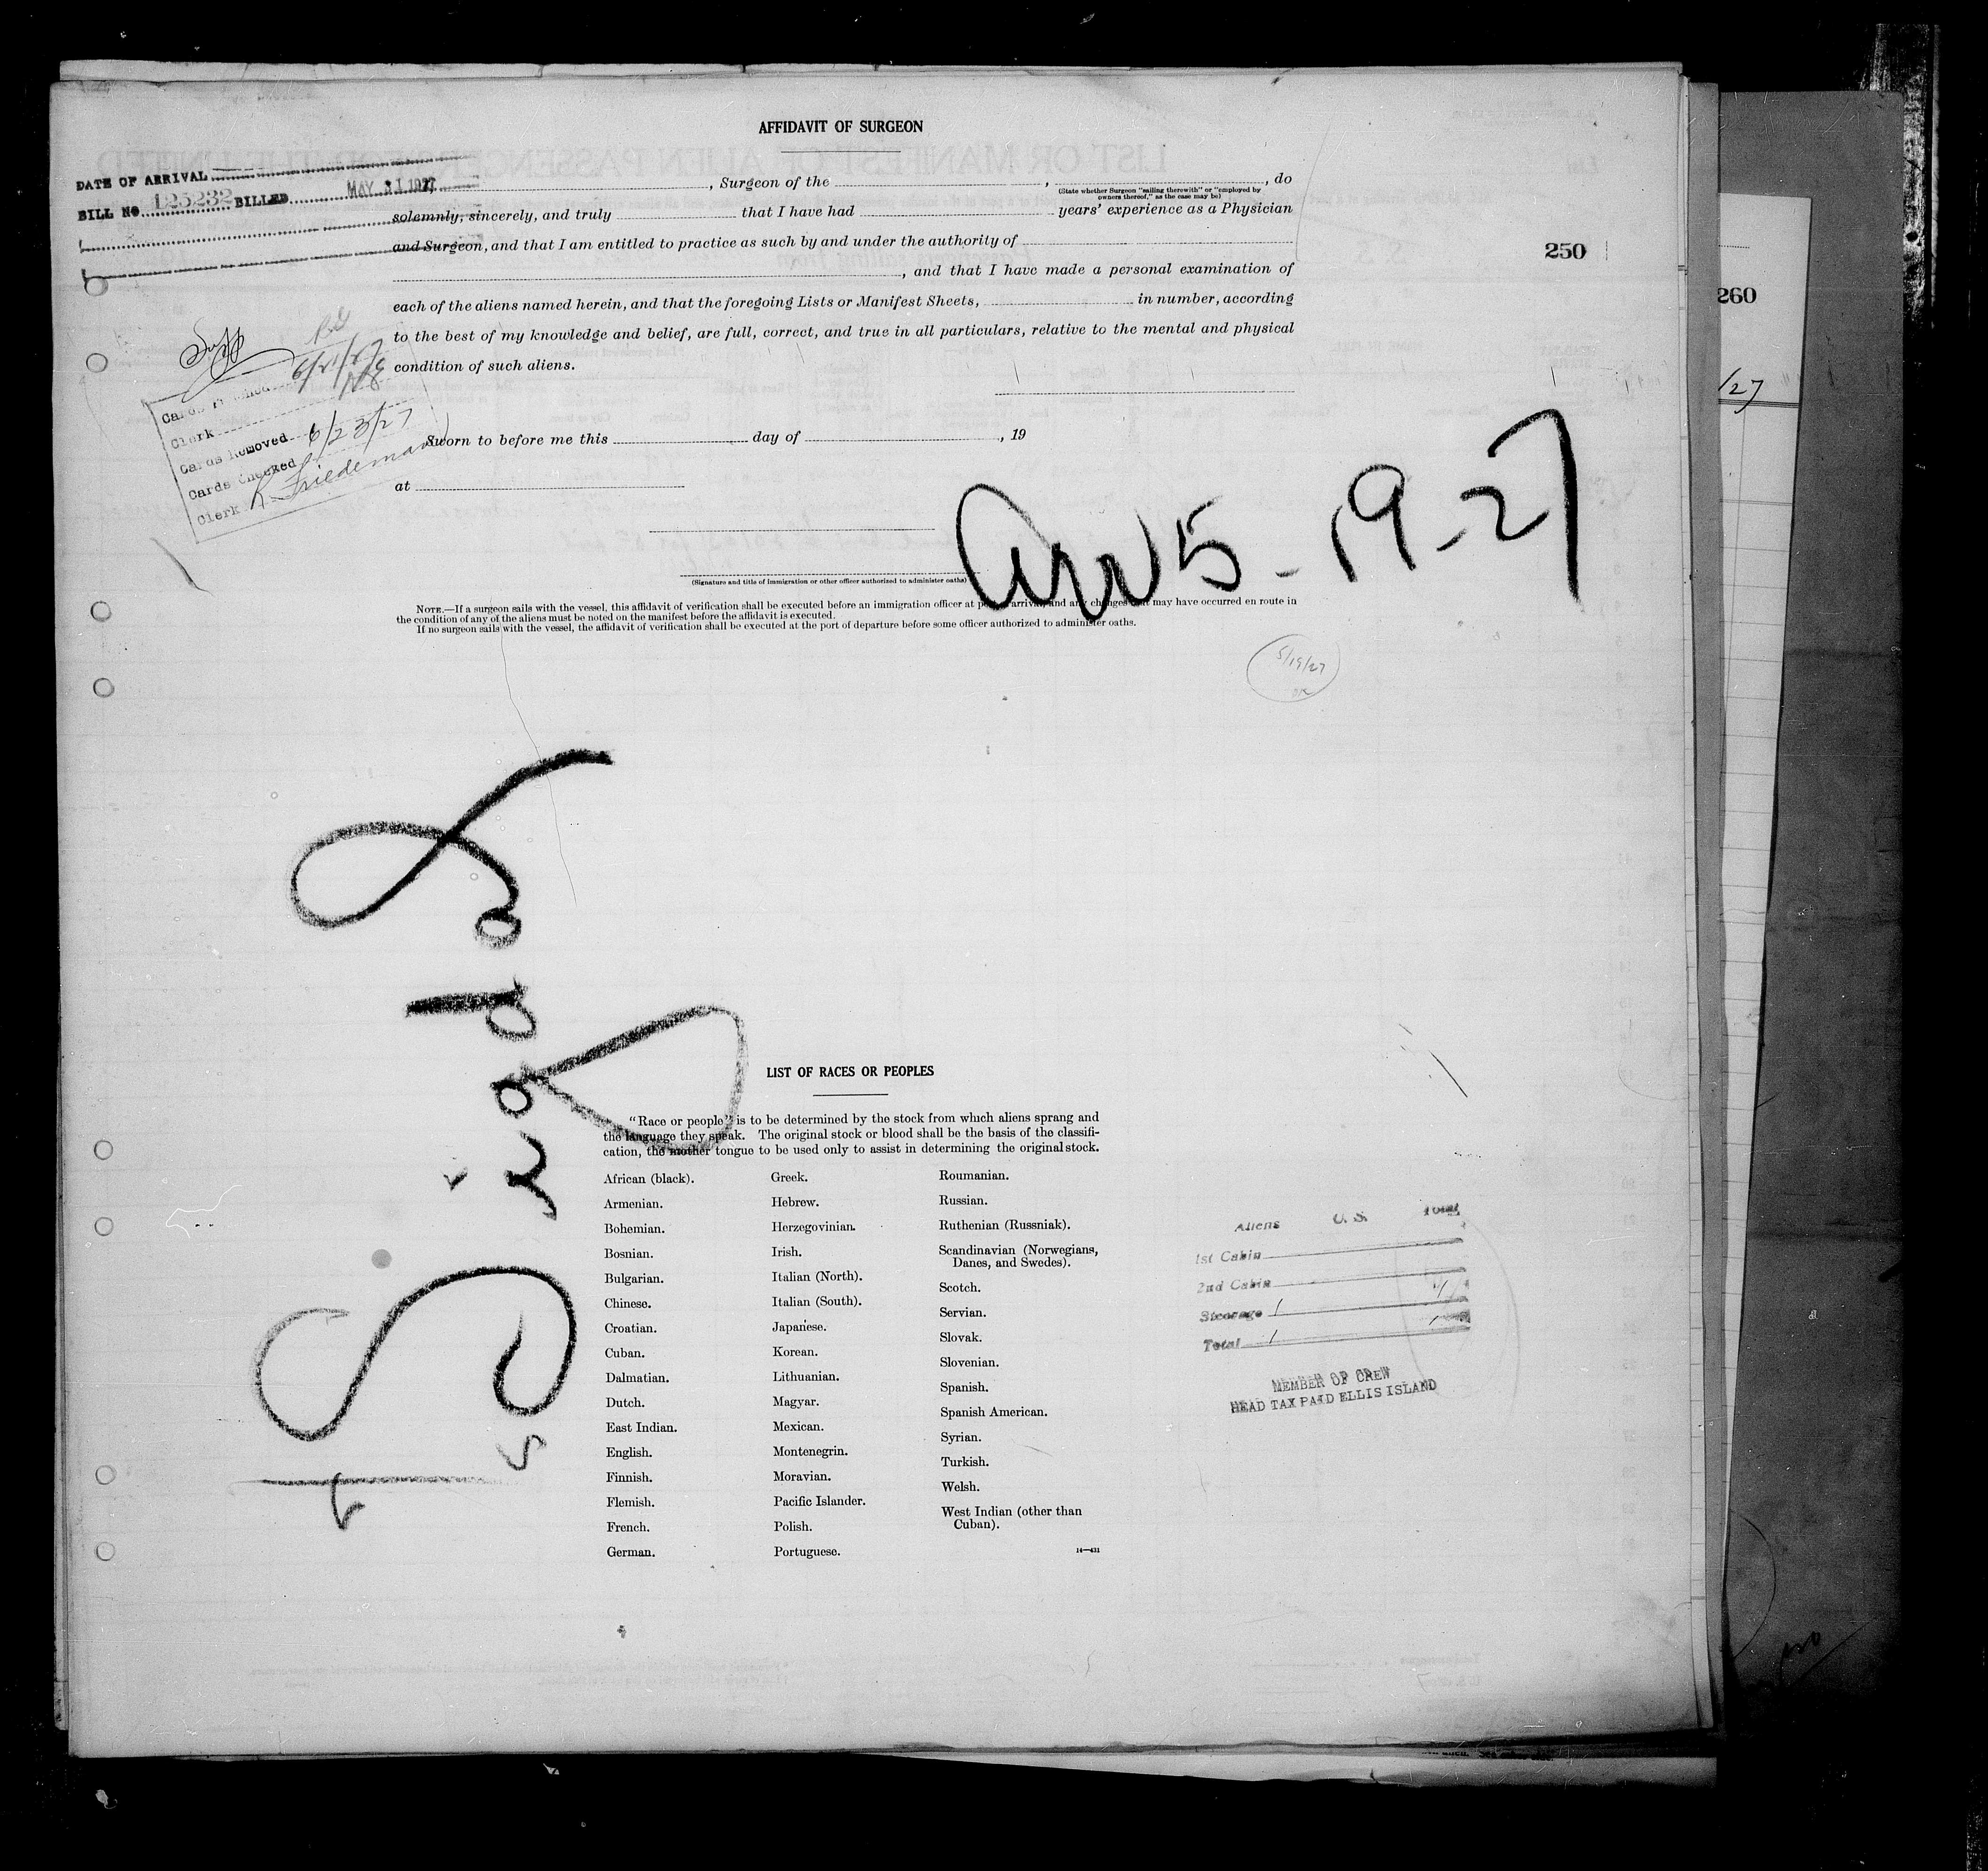 AFFIDAVIT OF SURGEON
DATE OF ARRIVAL
BILL NO 125232 BILLED MAY 31 1927
, Surgeon of the , , do
(State whether Surgeon "sailing therewith" or "employed by
owners thereof," as the case may be)
solemnly, sincerely, and truly that I have had years' experience as a Physician
and Surgeon, and that I am entitled to practice as such by and under the authority of
, and that I have made a personal examination of
each of the aliens named herein, and that the foregoing Lists or Manifest Sheets, in number, according
to the best of my knowledge and belief, are full, correct, and true in all particulars, relative to the mental and physical
condition of such aliens.
250
260
/27
Supp
6/21/27
Cards
Clerk
Cards Removed 6/23/27
Cards Checked
Clerk R. Friedeman
Sworn to before me this day of , 19
at
Arr 5-19-27
(Signature and title of immigration or other officer authorized to administer oaths)
NOTE.—If a surgeon sails with the vessel, this affidavit of verification shall be executed before an immigration officer at port of arrival, and any changes that may have occurred en route in
the condition of any of the aliens must be noted on the manifest before the affidavit is executed.
If no surgeon sails with the vessel, the affidavit of verification shall be executed at the port of departure before some officer authorized to administer oaths.
5/19/27
OK
LIST OF RACES OR PEOPLES
"Race or people" is to be determined by the stock from which aliens sprang and
the language they speak. The original stock or blood shall be the basis of the classifi-
cation, the mother tongue to be used only to assist in determining the original stock.
African (black).
Armenian.
Bohemian.
Bosnian.
Bulgarian.
Chinese.
Croatian.
Cuban.
Dalmatian.
Dutch.
East Indian.
English.
Finnish.
Flemish.
French.
German.
Greek.
Hebrew.
Herzegovinian.
Irish.
Italian (North).
Italian (South).
Japanese.
Korean.
Lithuanian.
Magyar.
Mexican.
Montenegrin.
Moravian.
Pacific Islander.
Polish.
Portuguese.
Roumanian.
Russian.
Ruthenian (Russniak).
Scandinavian (Norwegians,
Danes, and Swedes).
Scotch.
Servian.
Slovak.
Slovenian.
Spanish.
Spanish American.
Syrian.
Turkish.
Welsh.
West Indian (other than
Cuban).
14—431
Aliens U. S. Total
1st Cabin
2nd Cabin
Steerage 1 1
Total 1 1
MEMBER OF CREW
HEAD TAX PAID ELLIS ISLAND